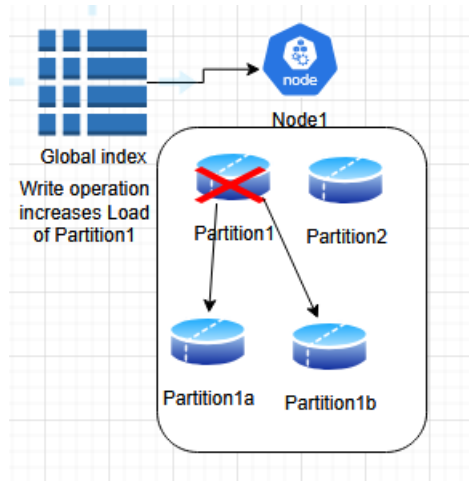 node
Node1
Global index
Write operation
increases Load
of Partition1
Partition1
Partition2
Partition1a
Partition1b